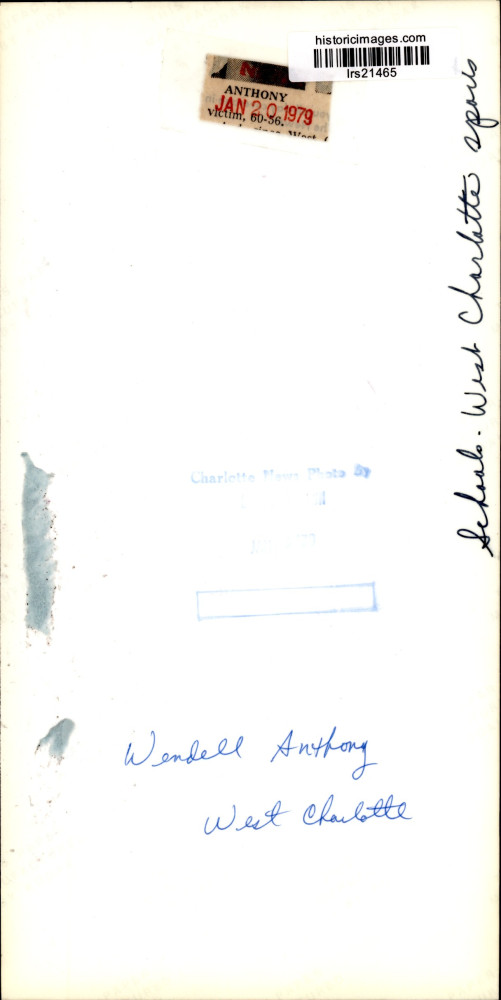 historicimages.com
lrs21465
ANTHONY
JAN 20 1979
victim, 60-56.
West
Schools - West Charlotte sports
Charlotte News Photo By
Wendell Anthony
West Charlotte